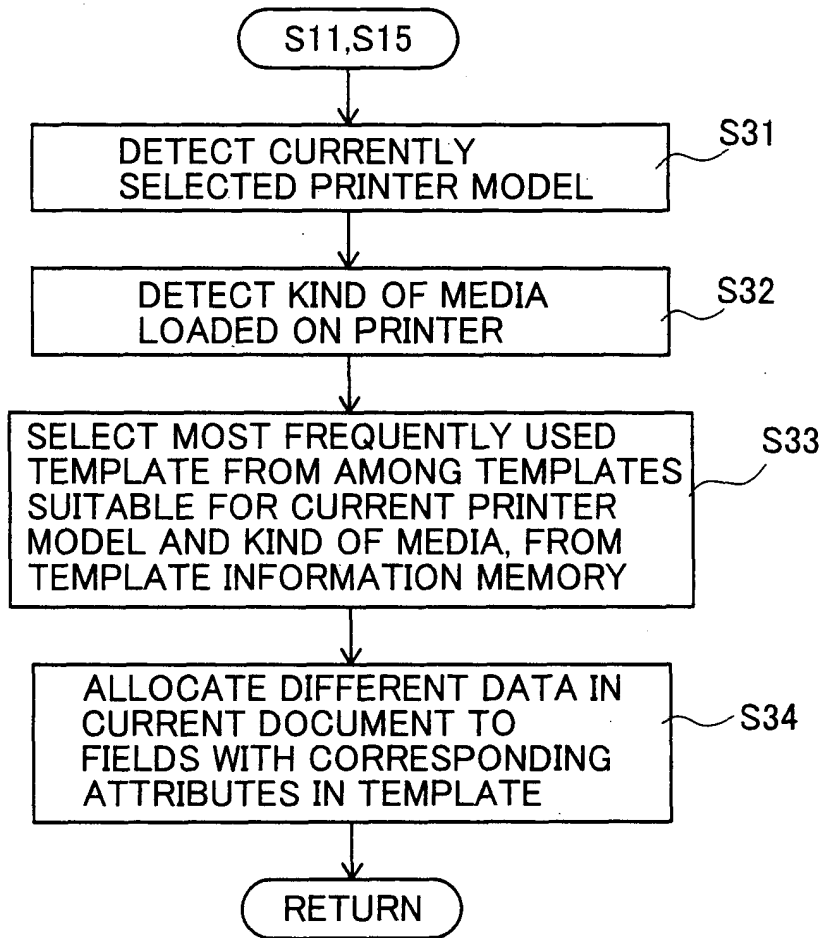 S11,S15
DETECT CURRENTLY
SELECTED PRINTER MODEL
S31
DETECT KIND OF MEDIA
LOADED ON PRINTER
S32
SELECT MOST FREQUENTLY USED
TEMPLATE FROM AMONG TEMPLATES
SUITABLE FOR CURRENT PRINTER
MODEL AND KIND OF MEDIA, FROM
TEMPLATE INFORMATION MEMORY
S33
ALLOCATE DIFFERENT DATA IN
CURRENT DOCUMENT TO
FIELDS WITH CORRESPONDING
ATTRIBUTES IN TEMPLATE
S34
RETURN